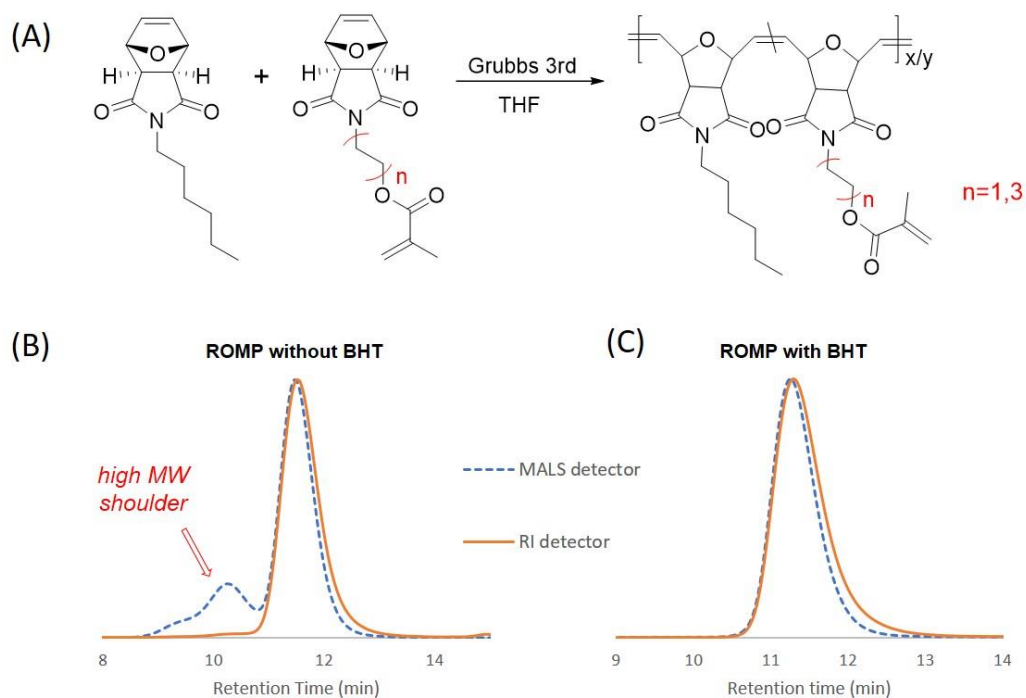 (A)
O
H
H
O
N
O
+
O
H
H
O
N
O
n
O
O
Grubbs 3rd
THF
O
O
x/y
O
N
O
O
N
O
n
O
O
n=1,3
(B)
ROMP without BHT
(C)
ROMP with BHT
high MW
shoulder
MALS detector
RI detector
8
10
12
14
Retention Time (min)
9
10
11
12
13
14
Retention time (min)